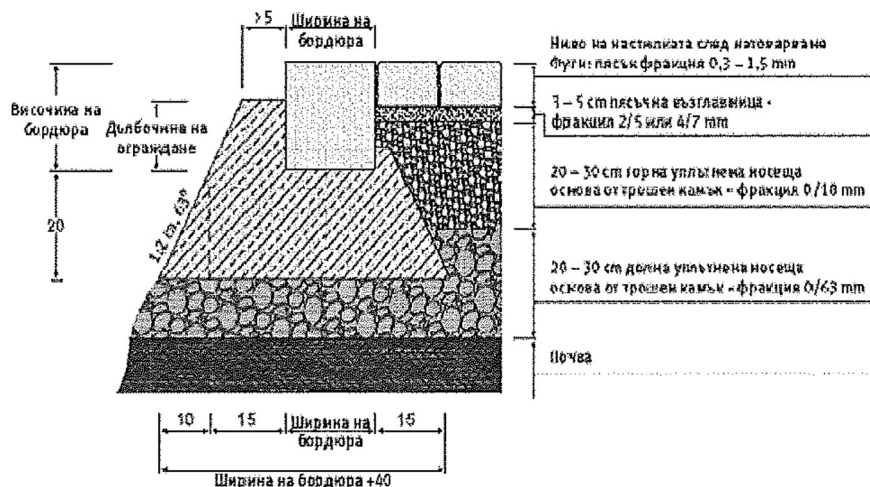 >5
Ширина на
бордюра
Височина на
бордюра
Дълбочина на
ограждане
20
1:2 in. 63°
Ниво на настилката след натоварване
Фуги: пясък фракция 0,3 – 1,5 mm
3 – 5 cm пясъчна възглавница -
фракция 2/5 или 4/7 mm
20 – 30 cm горна уплътнена носеща
основа от трошен камък - фракция 0/18 mm
20 – 30 cm долна уплътнена носеща
основа от трошен камък - фракция 0/63 mm
Почва
10
15
Ширина на
бордюра
15
Ширина на бордюра +40